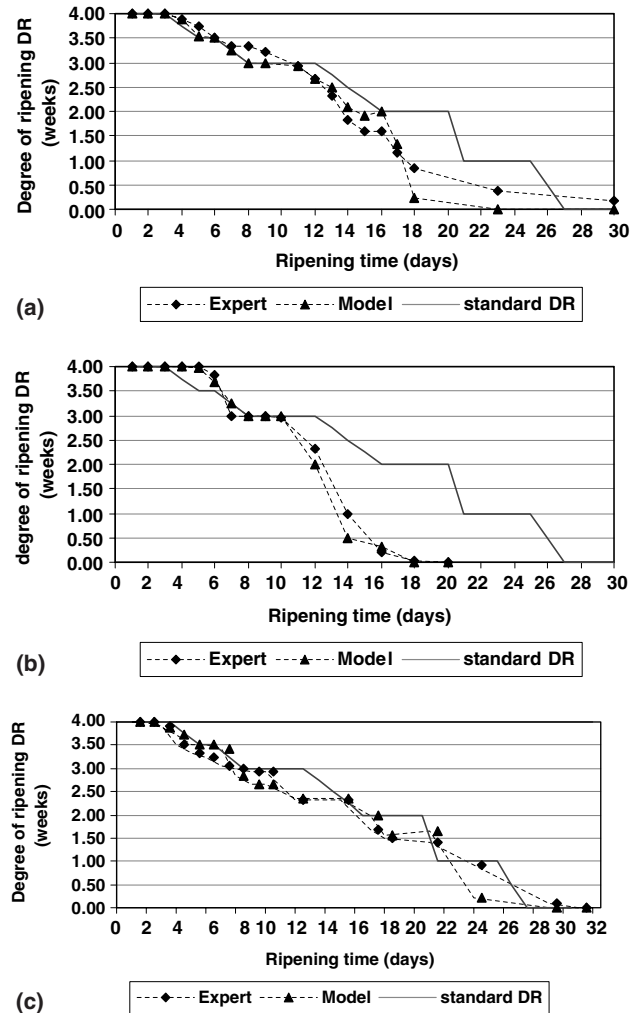 4.00
3.50
3.00
2.50
2.00
1.50
1.00
0.50
0.00
Degree of ripening DR
(weeks)
0 2 4 6 8 10 12 14 16 18 20 22 24 26 28 30
Ripening time (days)
(a)
Expert Model standard DR
4.00
3.50
3.00
2.50
2.00
1.50
1.00
0.50
0.00
degree of ripening DR
(weeks)
0 2 4 6 8 10 12 14 16 18 20 22 24 26 28 30
Ripening time (days)
(b)
Expert Model standard DR
4.00
3.50
3.00
2.50
2.00
1.50
1.00
0.50
0.00
Degree of ripening DR
(weeks)
0 2 4 6 8 10 12 14 16 18 20 22 24 26 28 30 32
Ripening time (days)
(c)
Expert Model standard DR